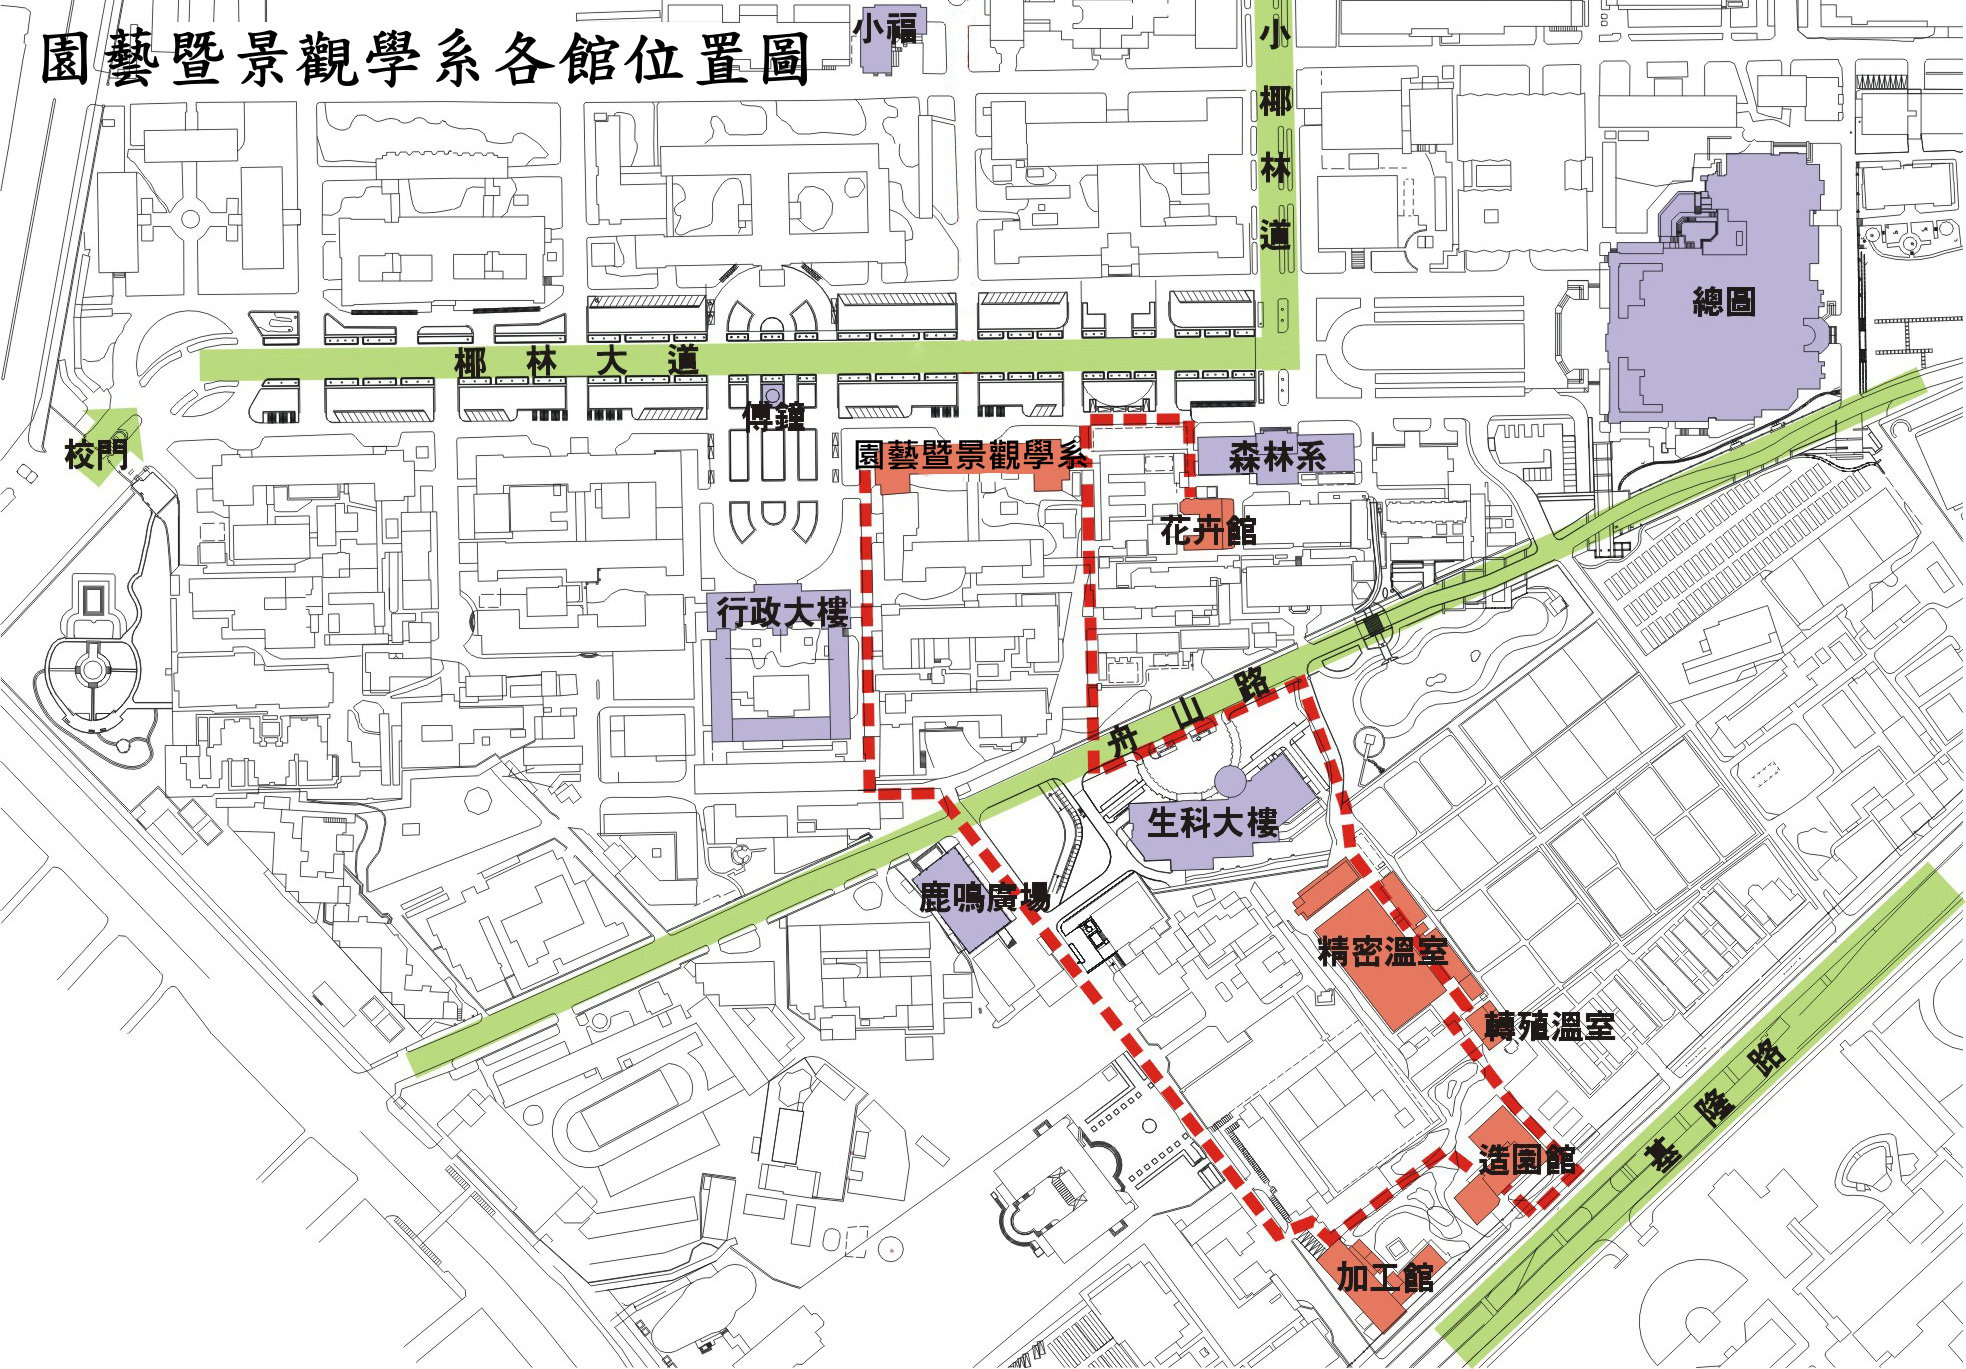 園藝暨景觀學系各館位置圖
小福
小椰林道
總圖
椰林大道
傅鐘
校門
園藝暨景觀學系
森林系
花卉館
行政大樓
舟山路
生科大樓
鹿鳴廣場
精密溫室
轉殖溫室
基隆路
造園館
加工館